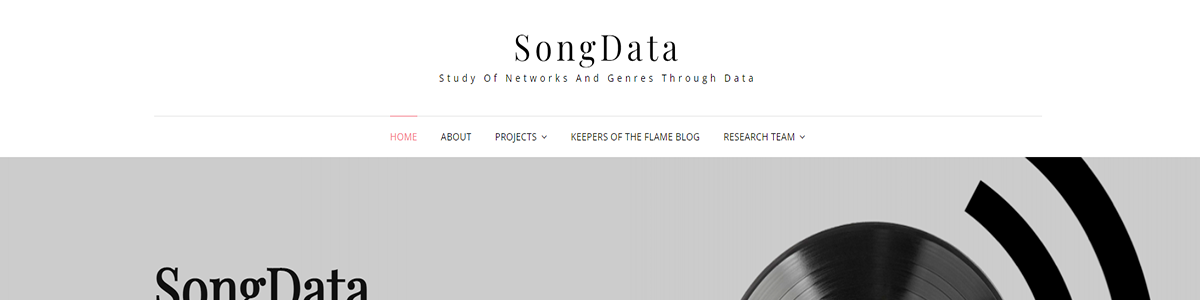 SongData
Study Of Networks And Genres Through Data
HOME ABOUT PROJECTS KEEPERS OF THE FLAME BLOG RESEARCH TEAM
SongData